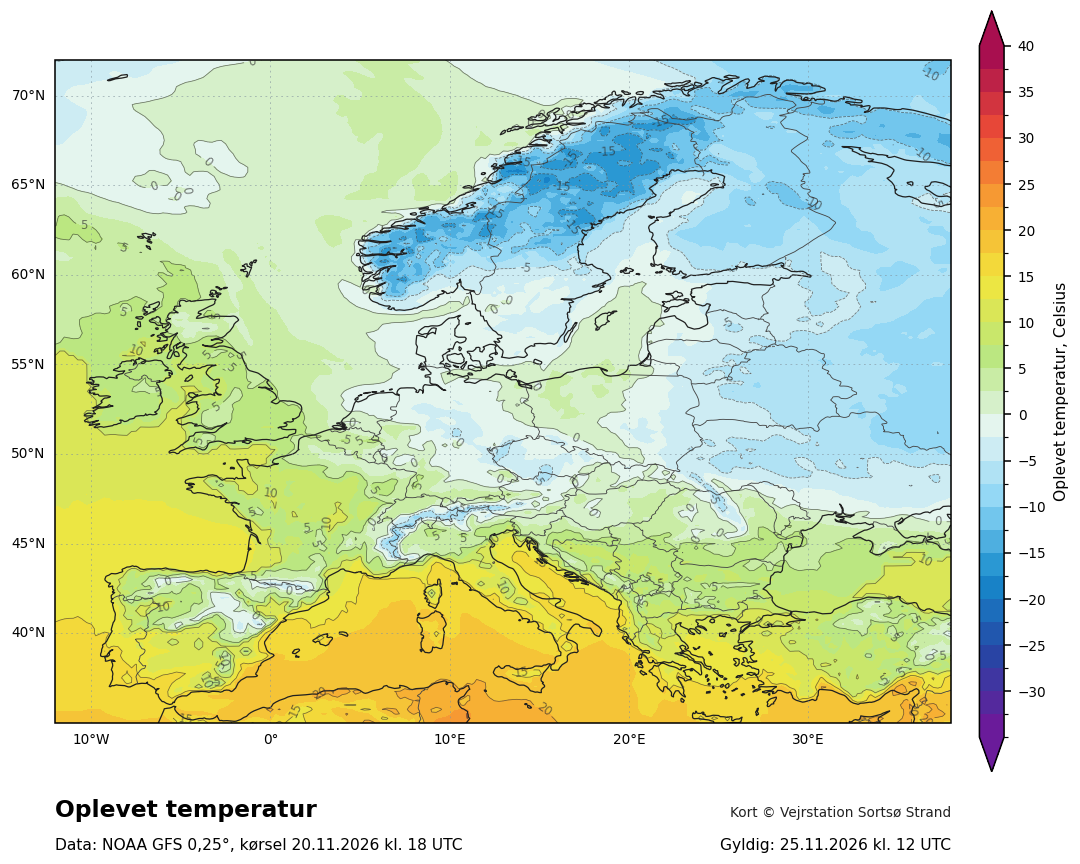 70°N
65°N
60°N
55°N
50°N
45°N
40°N
10°W 0° 10°E 20°E 30°E
40
35
30
25
20
15
10
5
0
−5
−10
−15
−20
−25
−30
Oplevet temperatur, Celsius
Oplevet temperatur
Kort © Vejrstation Sortsø Strand
Data: NOAA GFS 0,25°, kørsel 20.11.2026 kl. 18 UTC
Gyldig: 25.11.2026 kl. 12 UTC